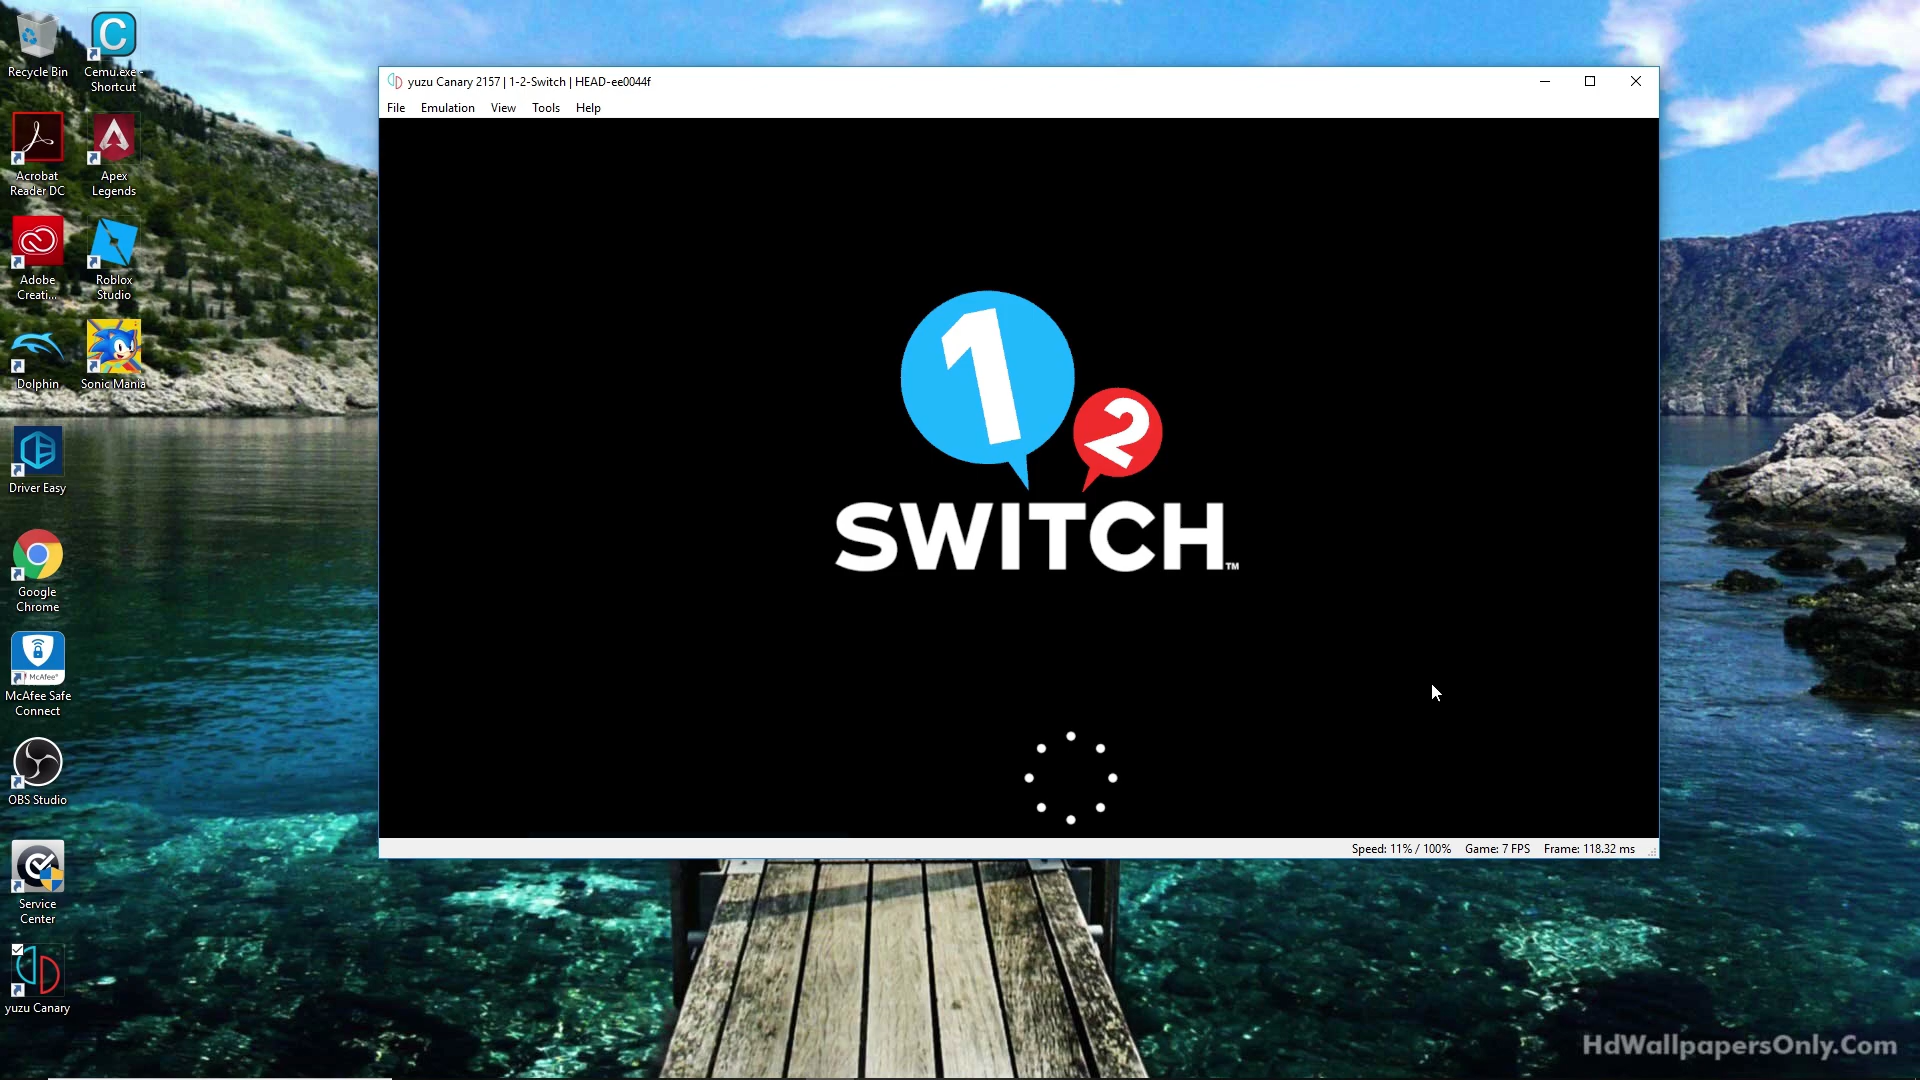 Recycle Bin
Cemu.exe -
Shortcut
Acrobat
Reader DC
Apex
Legends
Adobe
Creati...
Roblox
Studio
Dolphin
Sonic Mania
Driver Easy
Google
Chrome
McAfee
McAfee Safe
Connect
OBS Studio
Service
Center
yuzu Canary
yuzu Canary 2157 | 1-2-Switch | HEAD-ee0044f
File Emulation View Tools Help
1 2
SWITCH™
Speed: 11% / 100% Game: 7 FPS Frame: 118.32 ms
HdWallpapersOnly.Com